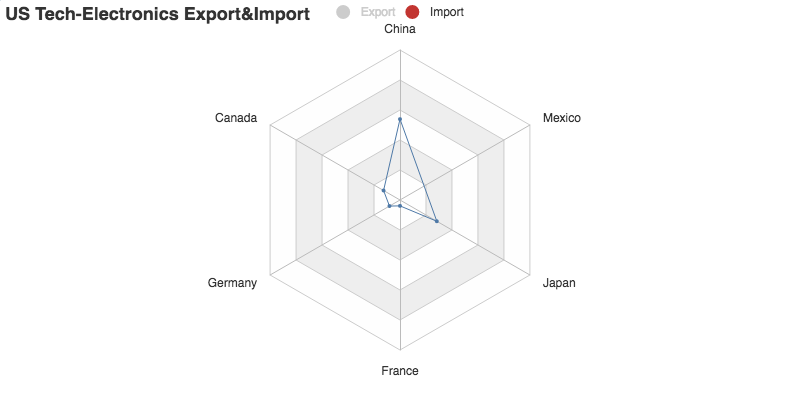 US Tech-Electronics Export&Import
Export
Import
China
Canada
Mexico
Germany
Japan
France